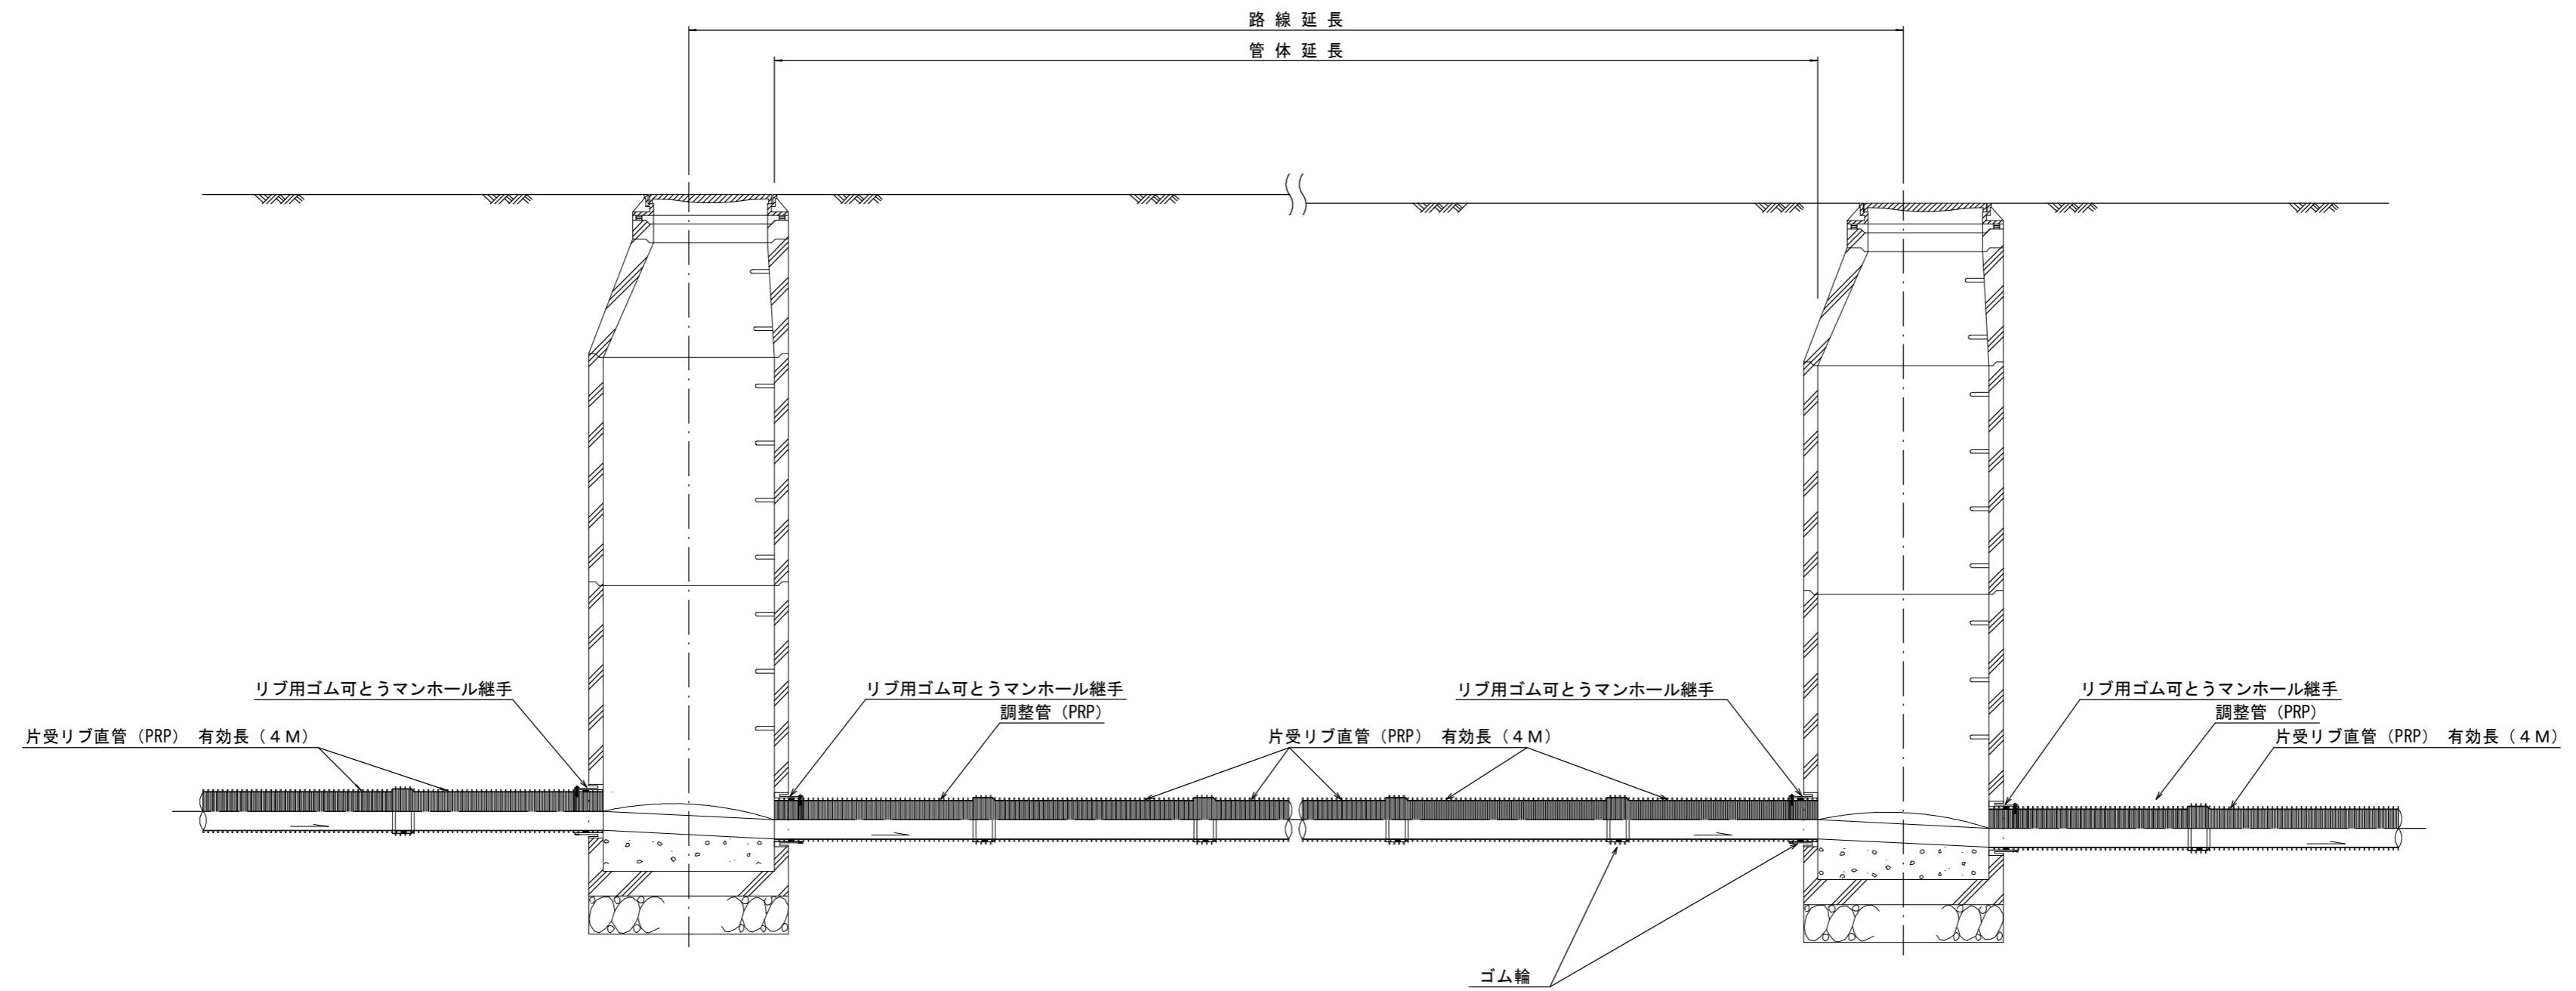 路線延長
管体延長
リブ用ゴム可とうマンホール継手
片受リブ直管（PRP） 有効長（４Ｍ）
リブ用ゴム可とうマンホール継手
調整管（PRP）
片受リブ直管（PRP） 有効長（４Ｍ）
リブ用ゴム可とうマンホール継手
リブ用ゴム可とうマンホール継手
調整管（PRP）
片受リブ直管（PRP） 有効長（４Ｍ）
ゴム輪